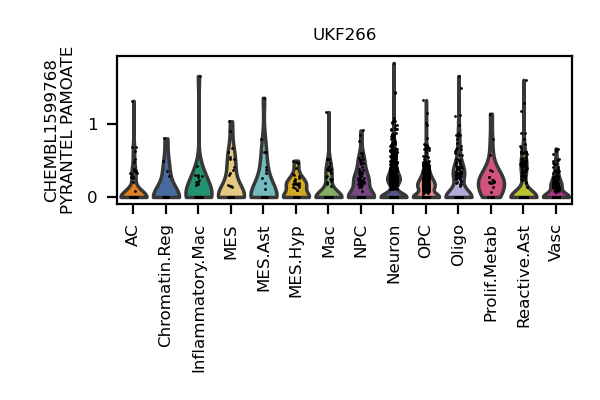 UKF266
CHEMBL1599768
PYRANTEL PAMOATE
1
0
AC
Chromatin.Reg
Inflammatory.Mac
MES
MES.Ast
MES.Hyp
Mac
NPC
Neuron
OPC
Oligo
Prolif.Metab
Reactive.Ast
Vasc